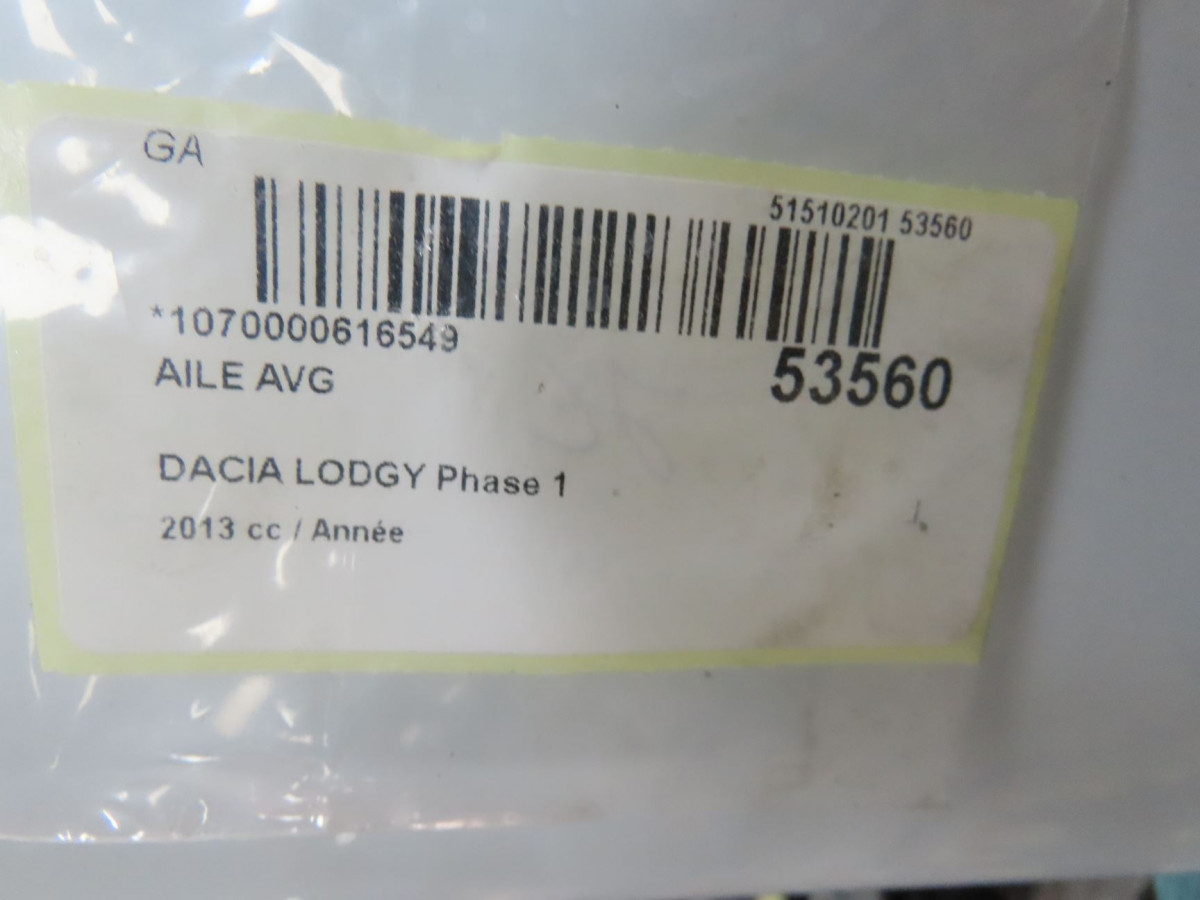 GA
51510201 53560
*1070000616549
53560
AILE AVG
DACIA LODGY Phase 1
2013 cc / Année